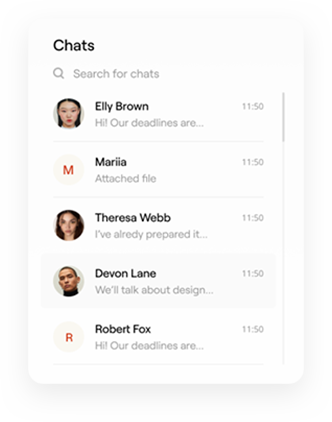 Chats
Search for chats
Elly Brown 11:50
Hi! Our deadlines are...
M
Mariia 11:50
Attached file
Theresa Webb 11:50
I've alredy prepared it...
Devon Lane 11:50
We'll talk about design...
R
Robert Fox 11:50
Hi! Our deadlines are...